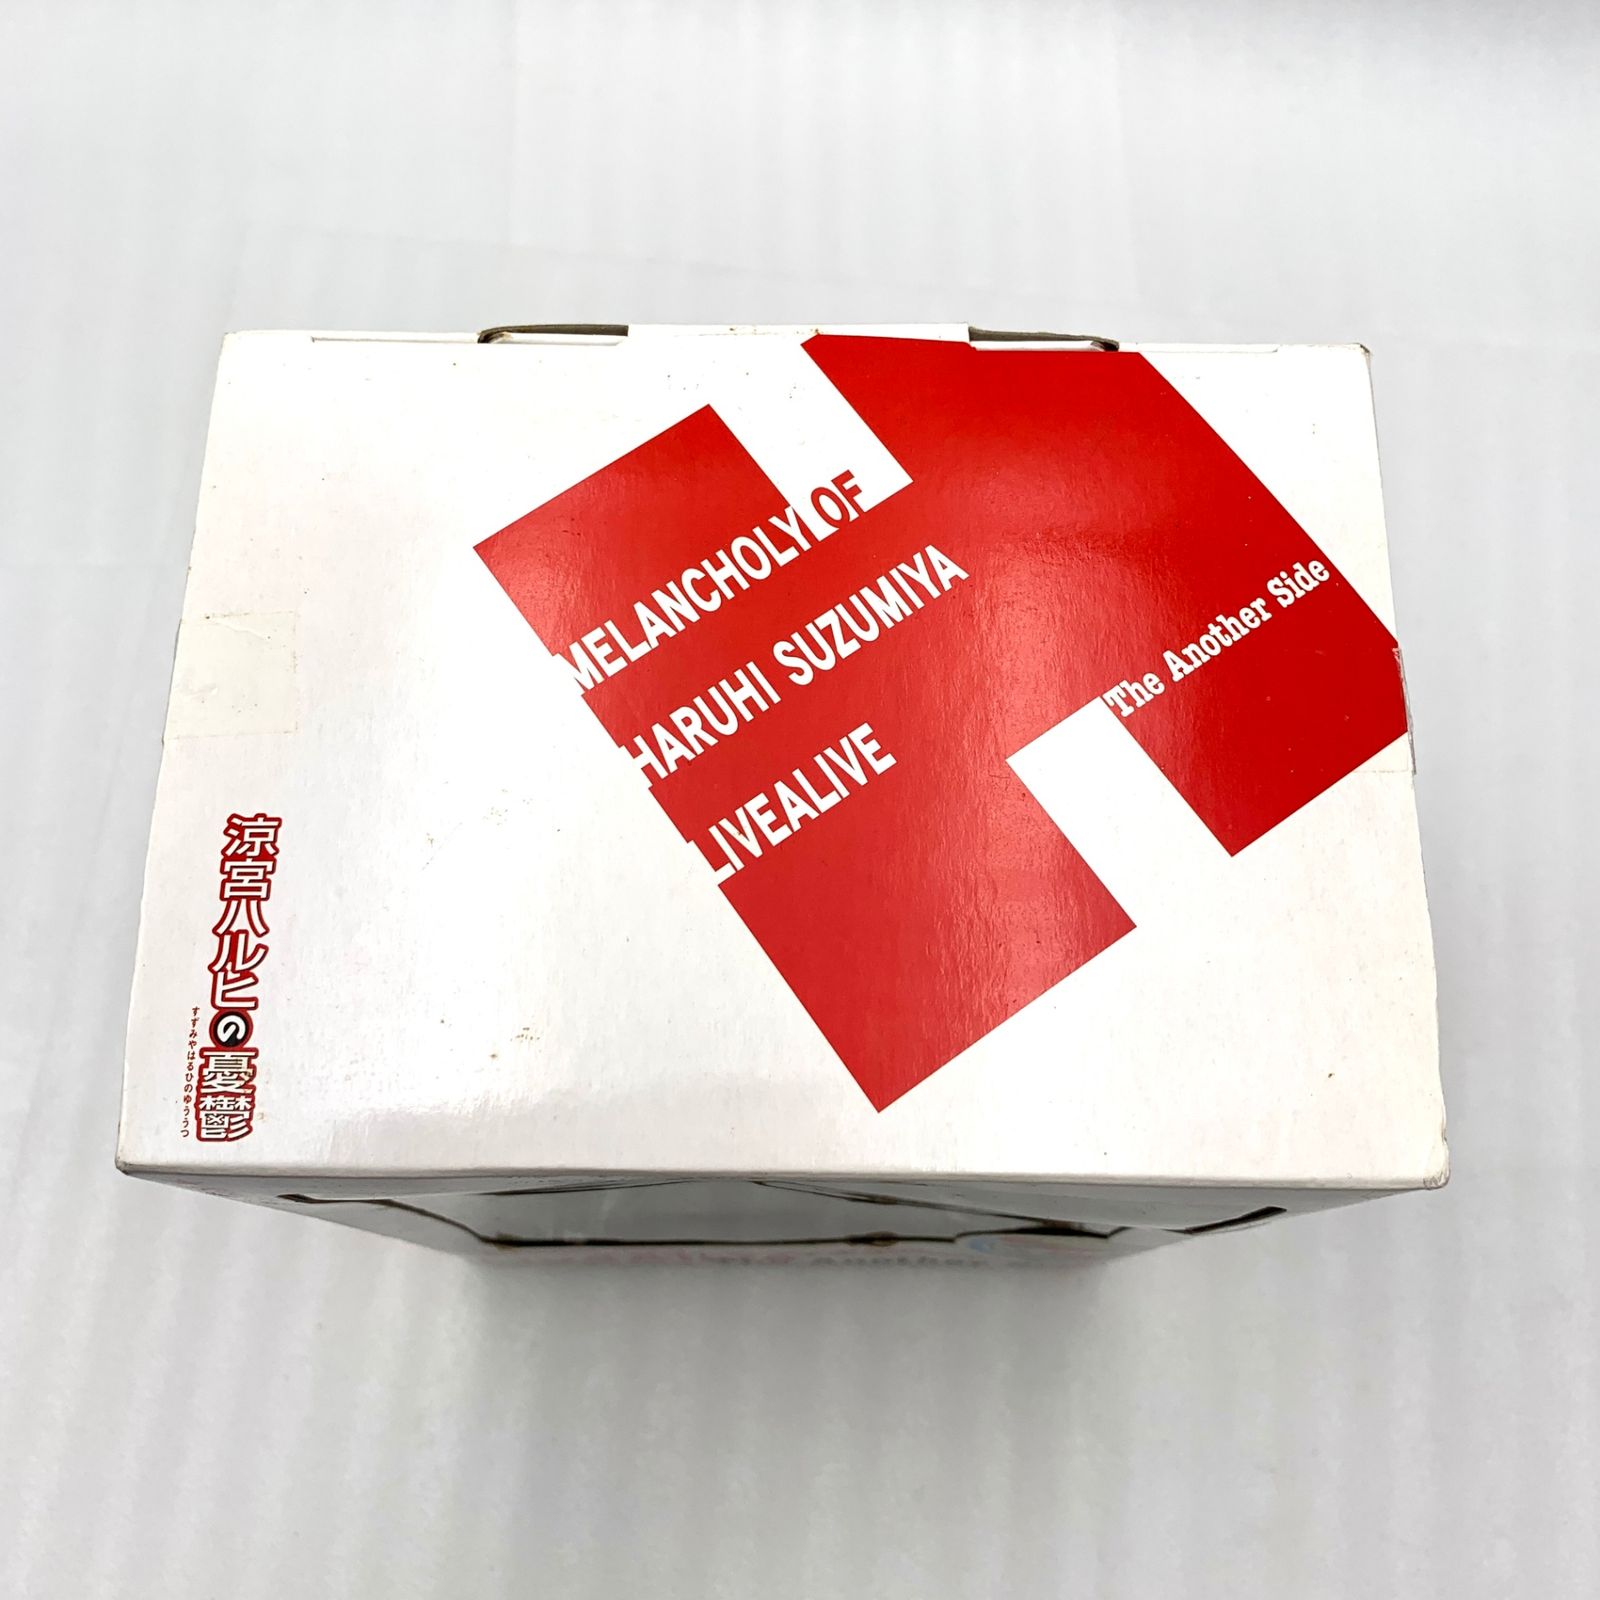 MELANCHOLY OF
HARUHI SUZUMIYA
LIVEALIVE
The Another Side
涼宮ハルヒの憂鬱
すずみやはるひのゆううつ